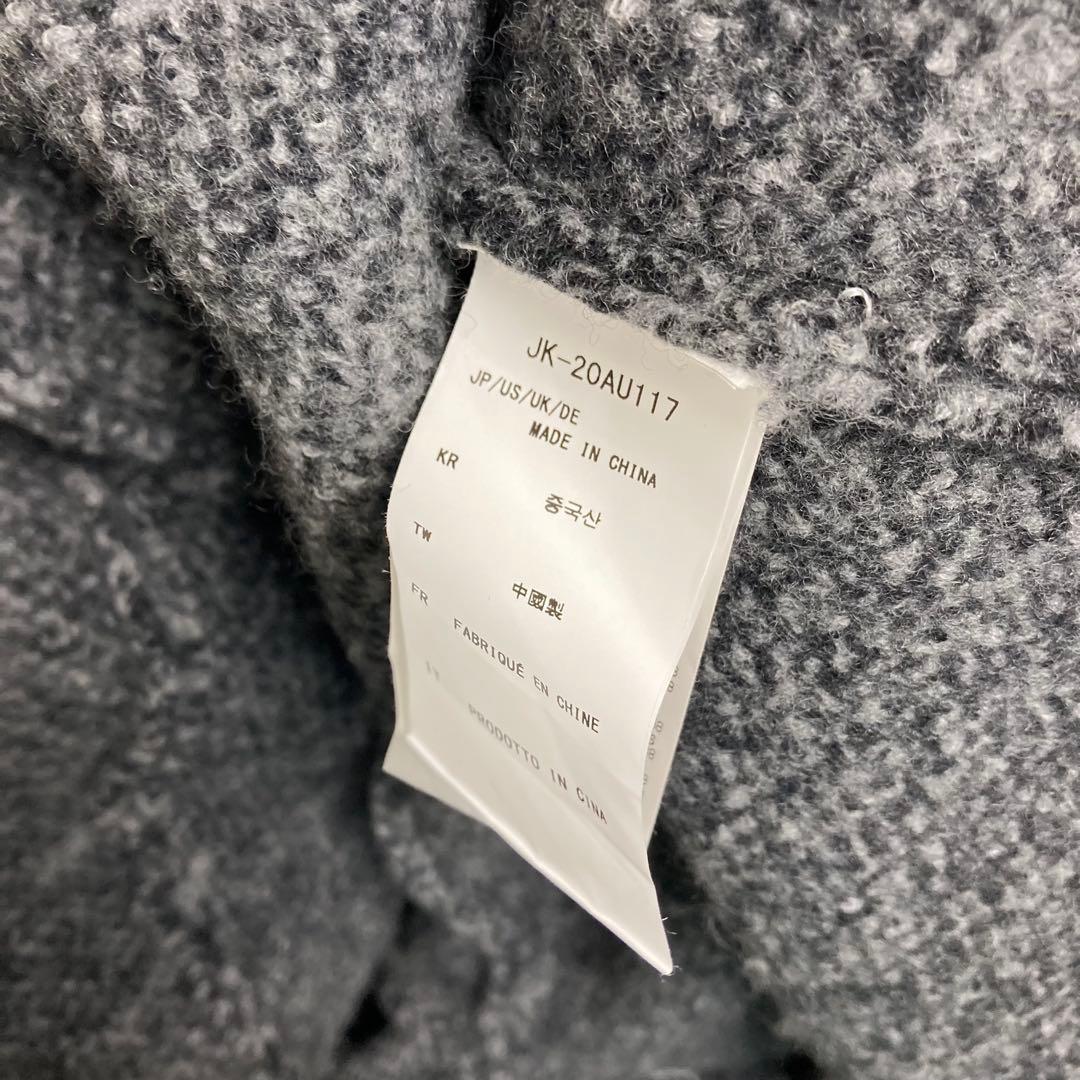 JK-20AU117
JP/US/UK/DE
MADE IN CHINA
KR
중국산
TW
中國製
FR
FABRIQUÉ EN CHINE
IT
PRODOTTO IN CINA